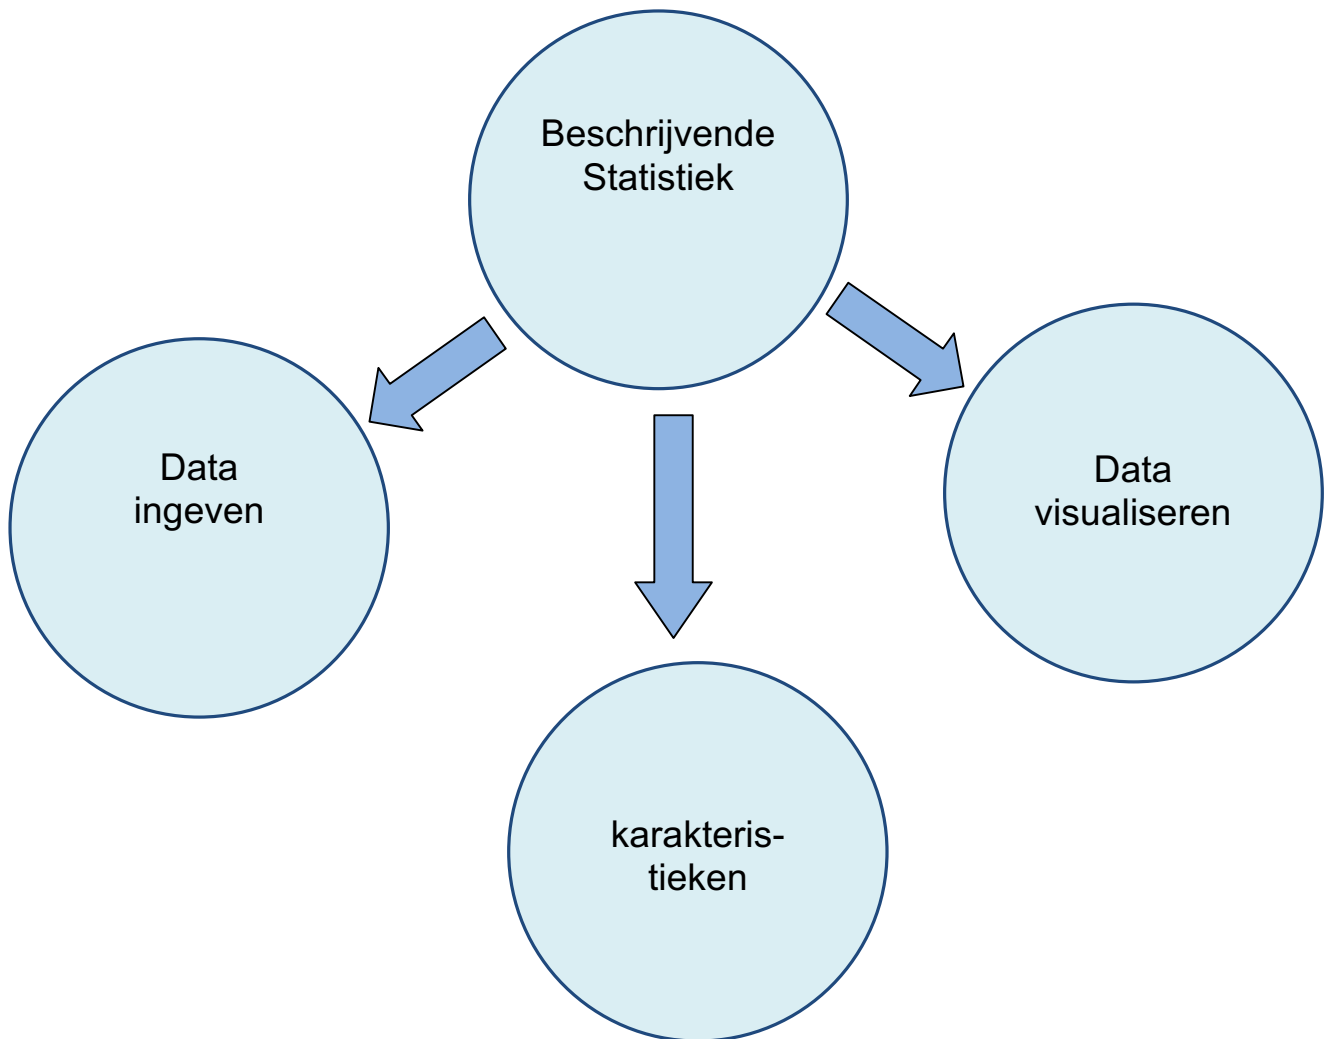 Beschrijvende
Statistiek
Data
ingeven
Data
visualiseren
karakteris-
tieken